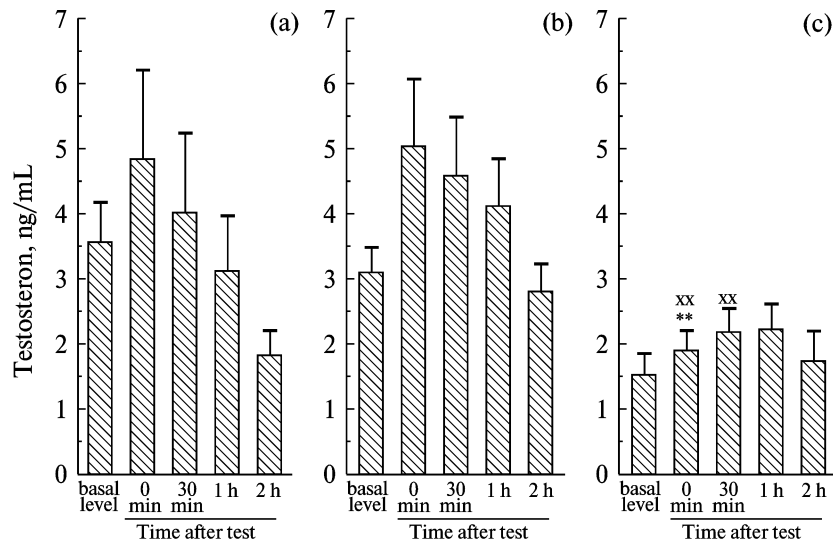 Testosteron, ng/mL
(a)
7
6
5
4
3
2
1
0
basal level
0 min
30 min
1 h
2 h
Time after test
(b)
7
6
5
4
3
2
1
0
basal level
0 min
30 min
1 h
2 h
Time after test
(c)
7
6
5
4
3
2
1
0
xx
**
xx
basal level
0 min
30 min
1 h
2 h
Time after test